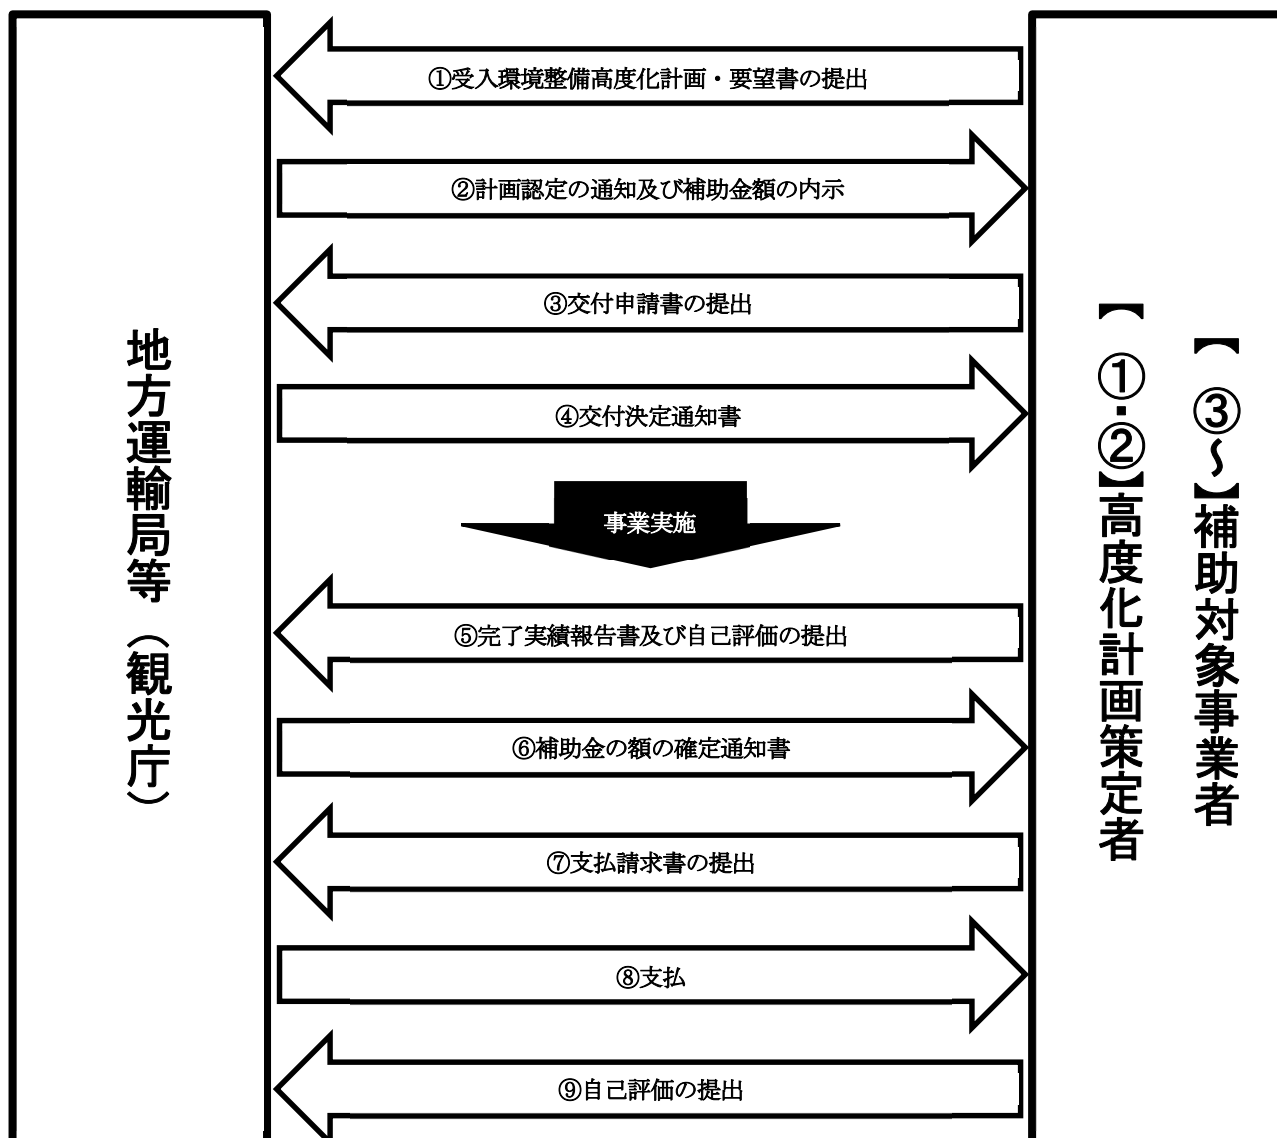 ①受入環境整備高度化計画・要望書の提出
②計画認定の通知及び補助金額の内示
③交付申請書の提出
④交付決定通知書
事業実施
⑤完了実績報告書及び自己評価の提出
⑥補助金の額の確定通知書
⑦支払請求書の提出
⑧支払
⑨自己評価の提出
地方運輸局等（観光庁）
【③～】補助対象事業者
【①・②】高度化計画策定者